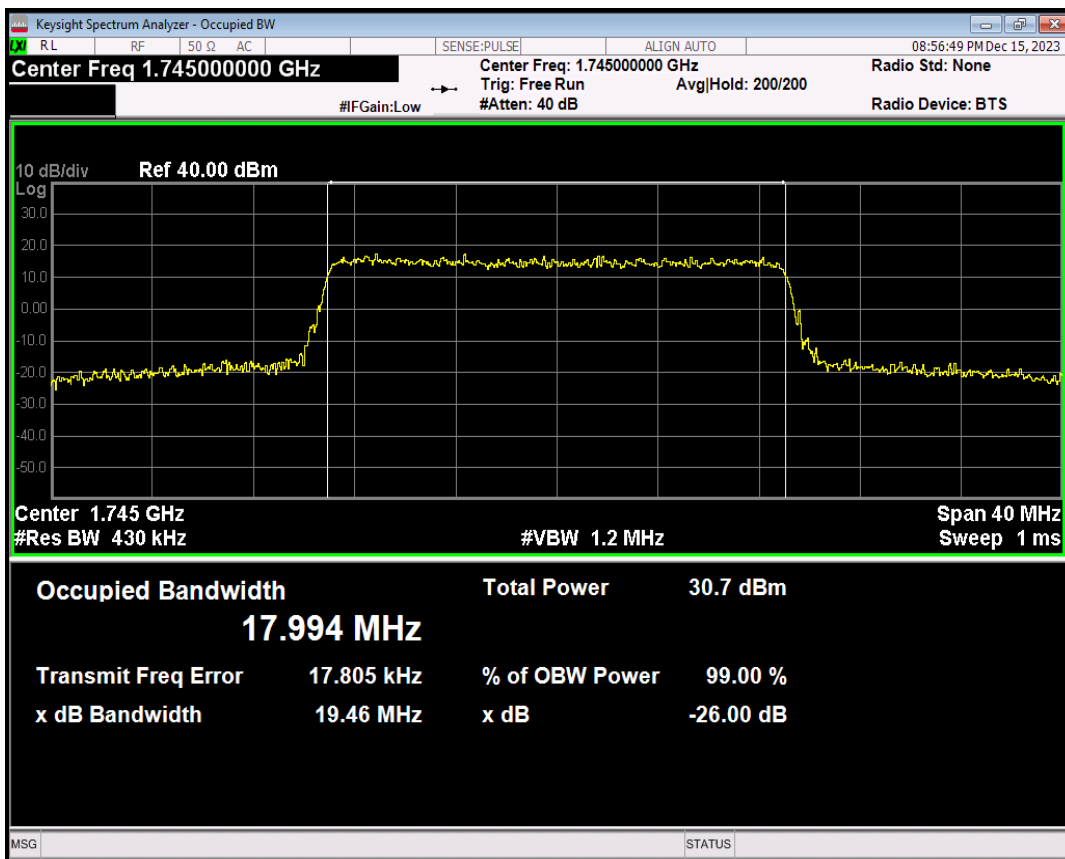 Keysight Spectrum Analyzer - Occupied BW
LXI RL RF 50 Ω AC SENSE:PULSE ALIGN AUTO 08:56:49 PM Dec 15, 2023
Center Freq 1.745000000 GHz Center Freq: 1.745000000 GHz Radio Std: None
Trig: Free Run Avg|Hold: 200/200
#IFGain:Low #Atten: 40 dB Radio Device: BTS
10 dB/div Ref 40.00 dBm
Log
30.0
20.0
10.0
0.00
-10.0
-20.0
-30.0
-40.0
-50.0
Center 1.745 GHz Span 40 MHz
#Res BW 430 kHz #VBW 1.2 MHz Sweep 1 ms
Occupied Bandwidth Total Power 30.7 dBm
17.994 MHz
Transmit Freq Error 17.805 kHz % of OBW Power 99.00 %
x dB Bandwidth 19.46 MHz x dB -26.00 dB
MSG STATUS